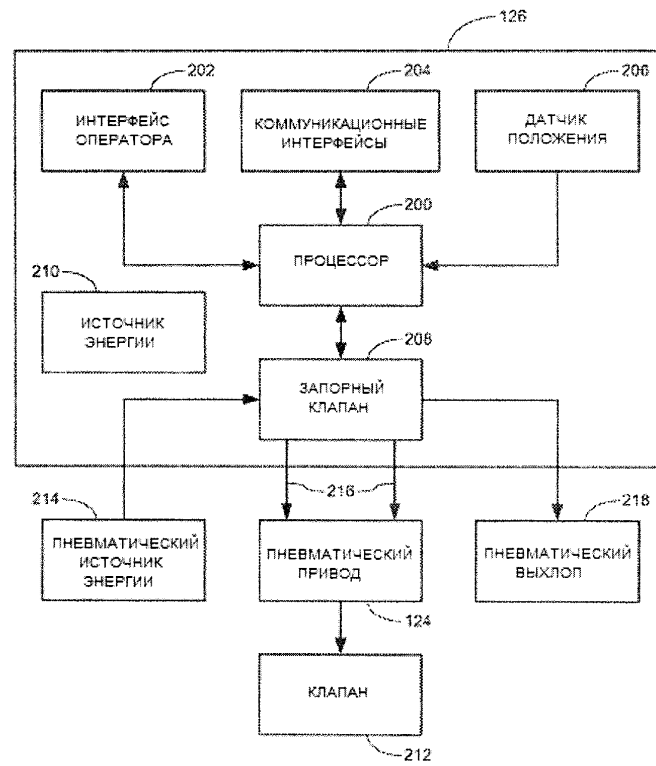 126
202
204
206
ИНТЕРФЕЙС
ОПЕРАТОРА
КОММУНИКАЦИОННЫЕ
ИНТЕРФЕЙСЫ
ДАТЧИК
ПОЛОЖЕНИЯ
200
ПРОЦЕССОР
210
ИСТОЧНИК
ЭНЕРГИИ
208
ЗАПОРНЫЙ
КЛАПАН
214
216
218
ПНЕВМАТИЧЕСКИЙ
ИСТОЧНИК
ЭНЕРГИИ
ПНЕВМАТИЧЕСКИЙ
ПРИВОД
ПНЕВМАТИЧЕСКИЙ
ВЫХЛОП
124
КЛАПАН
212